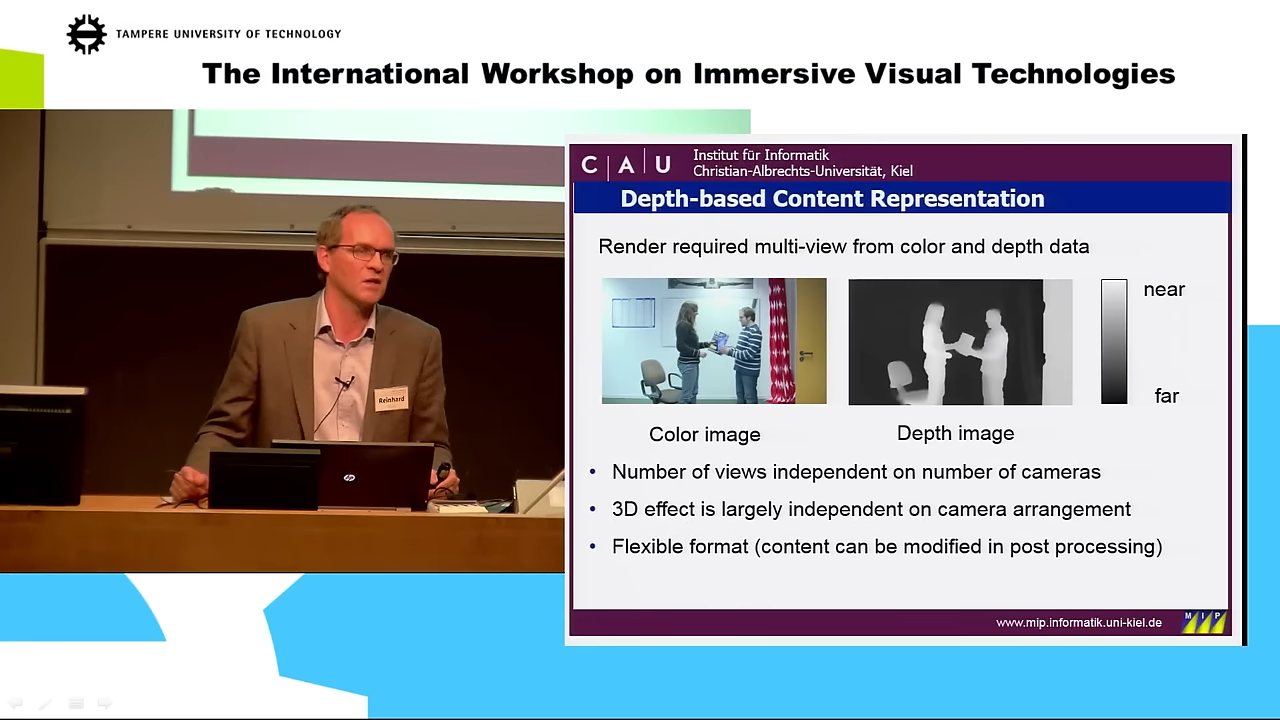 TAMPERE UNIVERSITY OF TECHNOLOGY
The International Workshop on Immersive Visual Technologies
Reinhard
hp
C A U
Institut für Informatik
Christian-Albrechts-Universität, Kiel
Depth-based Content Representation
Render required multi-view from color and depth data
near
far
Color image
Depth image
• Number of views independent on number of cameras
• 3D effect is largely independent on camera arrangement
• Flexible format (content can be modified in post processing)
www.mip.informatik.uni-kiel.de
M I P